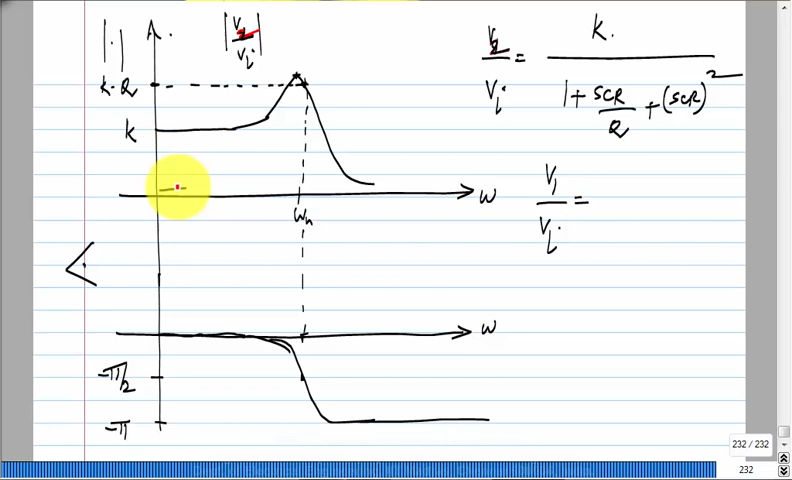 |·|
A.
|V2/Vi|
k·Q
k
ωn
ω
<
ω
-π/2
-π
V2/Vi = k. / (1 + SCR/Q + (SCR)^2)
V1/Vi =
232 / 232
232